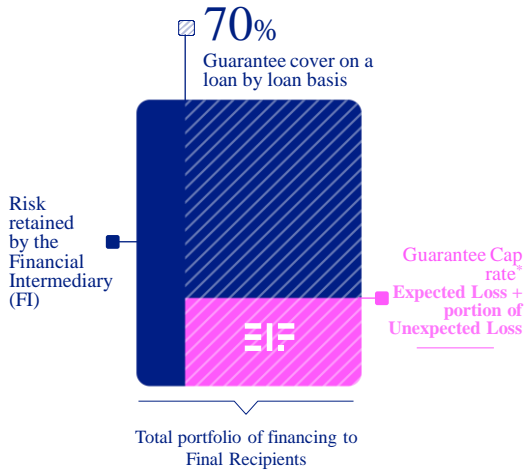 70%
Guarantee cover on a
loan by loan basis
Risk
retained
by the
Financial
Intermediary
(FI)
Guarantee Cap
rate*
Expected Loss +
portion of
Unexpected Loss
EIF
Total portfolio of financing to
Final Recipients